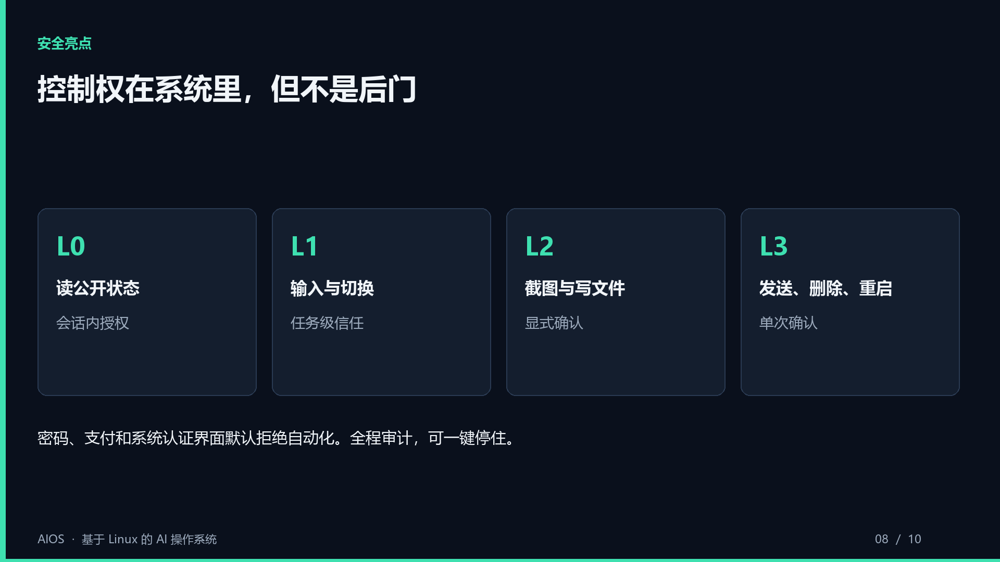 安全亮点
控制权在系统里，但不是后门
L0
读公开状态
会话内授权
L1
输入与切换
任务级信任
L2
截图与写文件
显式确认
L3
发送、删除、重启
单次确认
密码、支付和系统认证界面默认拒绝自动化。全程审计，可一键停住。
AIOS · 基于 Linux 的 AI 操作系统
08 / 10